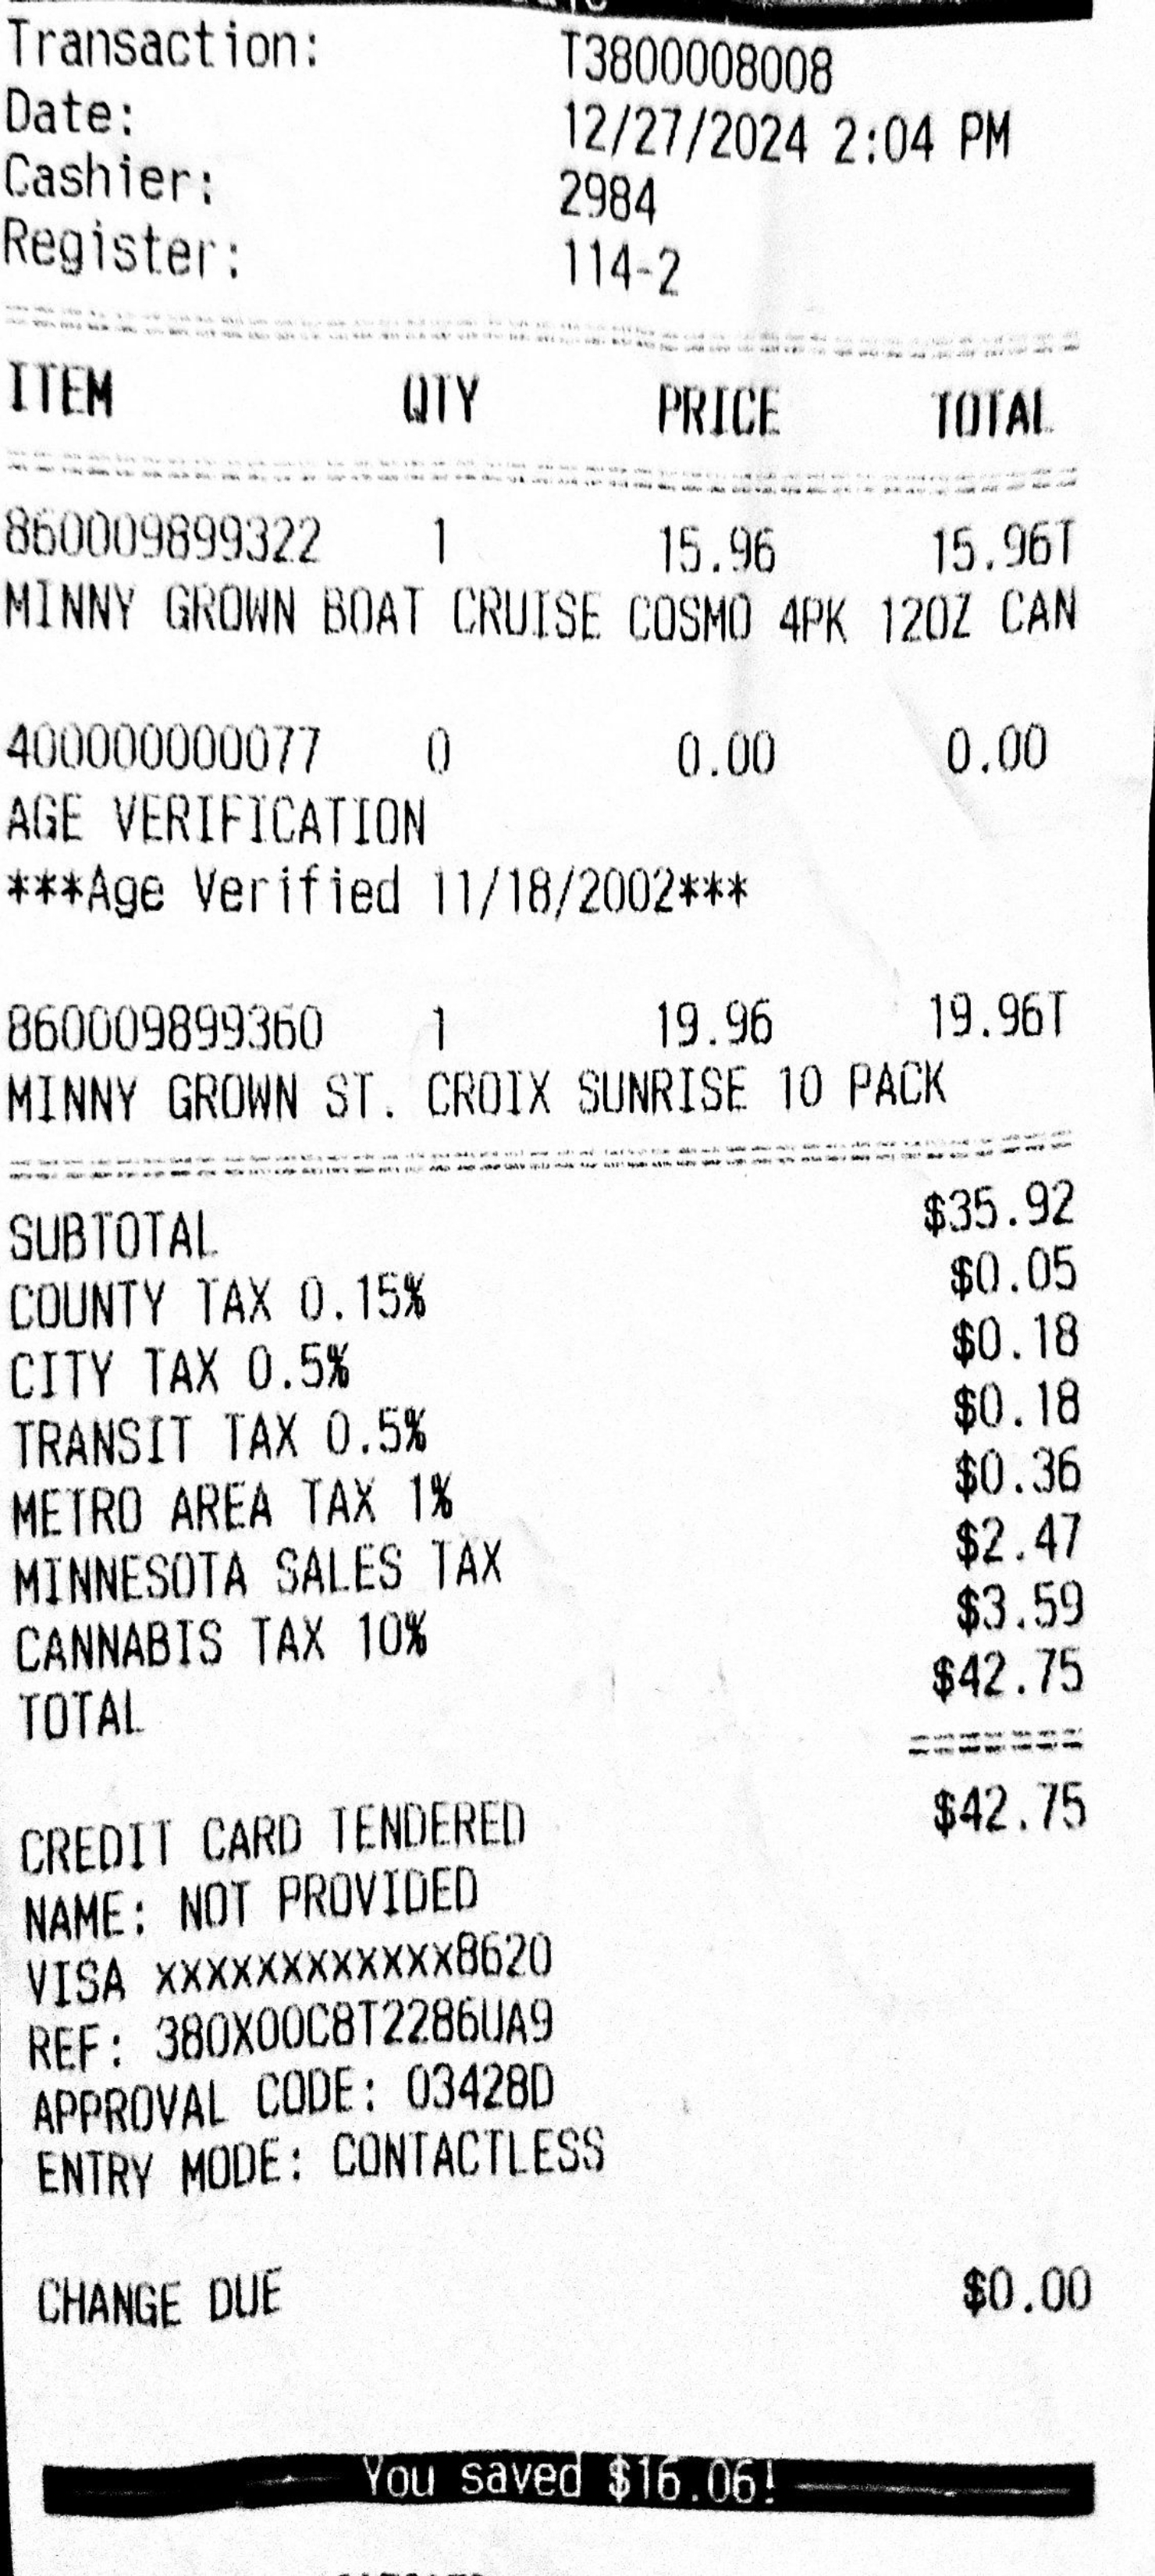 Transaction: T3800008008
Date: 12/27/2024 2:04 PM
Cashier: 2984
Register: 114-2
ITEM QTY PRICE TOTAL
860009899322 1 15.96 15.96T
MINNY GROWN BOAT CRUISE COSMO 4PK 12OZ CAN
400000000077 0 0.00 0.00
AGE VERIFICATION
***Age Verified 11/18/2002***
860009899360 1 19.96 19.96T
MINNY GROWN ST. CROIX SUNRISE 10 PACK
SUBTOTAL $35.92
COUNTY TAX 0.15% $0.05
CITY TAX 0.5% $0.18
TRANSIT TAX 0.5% $0.18
METRO AREA TAX 1% $0.36
MINNESOTA SALES TAX $2.47
CANNABIS TAX 10% $3.59
TOTAL $42.75
=======
CREDIT CARD TENDERED $42.75
NAME: NOT PROVIDED
VISA xxxxxxxxxxxx8620
REF: 380X00C8T2286UA9
APPROVAL CODE: 03428D
ENTRY MODE: CONTACTLESS
CHANGE DUE $0.00
You saved $16.06!